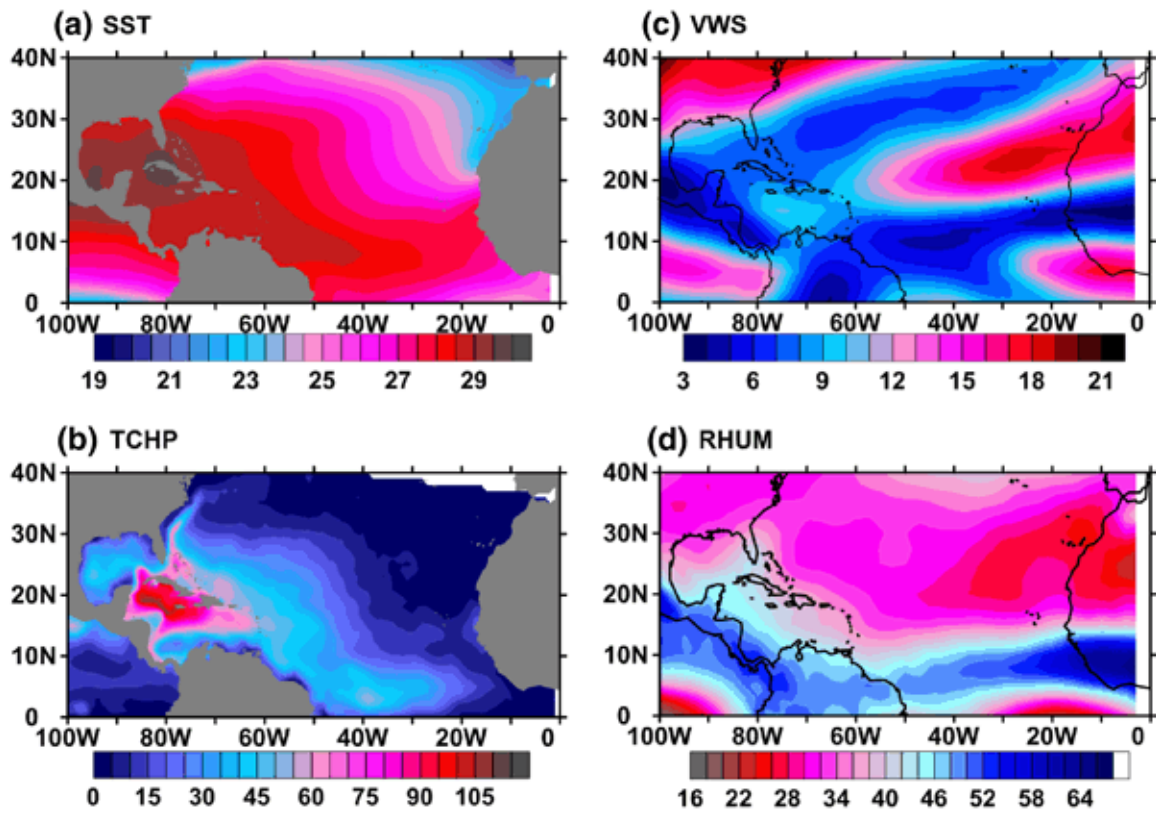 (a) SST
40N
30N
20N
10N
0
100W 80W 60W 40W 20W 0
19 21 23 25 27 29
(c) VWS
40N
30N
20N
10N
0
100W 80W 60W 40W 20W 0
3 6 9 12 15 18 21
(b) TCHP
40N
30N
20N
10N
0
100W 80W 60W 40W 20W 0
0 15 30 45 60 75 90 105
(d) RHUM
40N
30N
20N
10N
0
100W 80W 60W 40W 20W 0
16 22 28 34 40 46 52 58 64